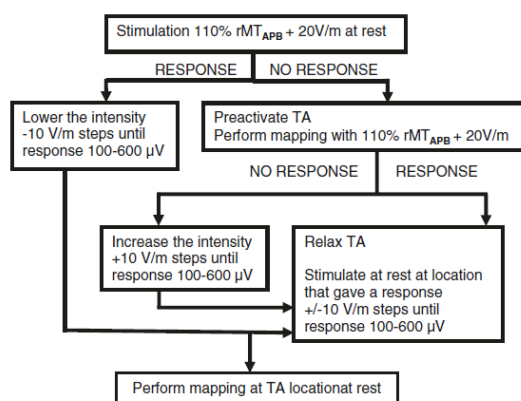 Stimulation 110% rMTAPB + 20V/m at rest
RESPONSE
NO RESPONSE
Lower the intensity
-10 V/m steps until
response 100-600 µV
Preactivate TA
Perform mapping with 110% rMTAPB + 20V/m
NO RESPONSE
RESPONSE
Increase the intensity
+10 V/m steps until
response 100-600 µV
Relax TA
Stimulate at rest at location
that gave a response
+/-10 V/m steps until
response 100-600 µV
Perform mapping at TA locationat rest